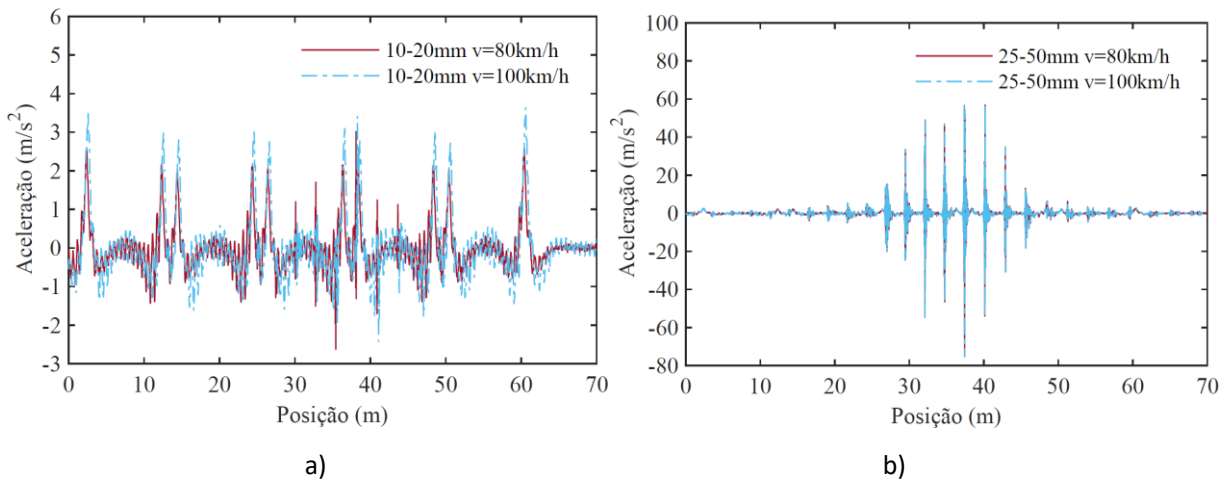 6
5
4
3
2
1
0
-1
-2
-3
Aceleração (m/s²)
10-20mm v=80km/h
10-20mm v=100km/h
0 10 20 30 40 50 60 70
Posição (m)
a)
100
80
60
40
20
0
-20
-40
-60
-80
Aceleração (m/s²)
25-50mm v=80km/h
25-50mm v=100km/h
0 10 20 30 40 50 60 70
Posição (m)
b)